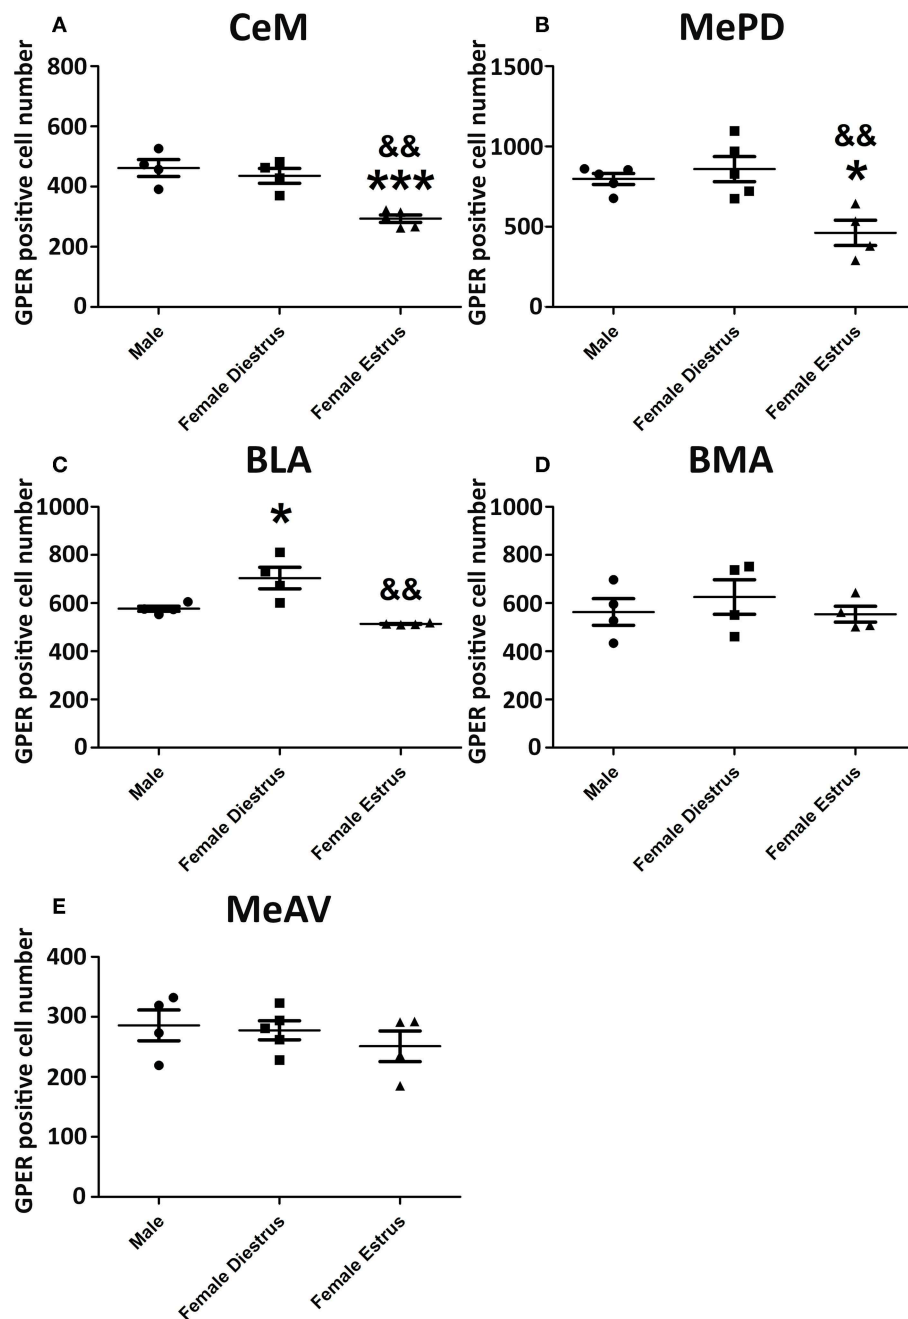 A
CeM
GPER positive cell number
800
600
400
200
0
&&
***
Male
Female Diestrus
Female Estrus
B
MePD
GPER positive cell number
1500
1000
500
0
&&
*
Male
Female Diestrus
Female Estrus
C
BLA
GPER positive cell number
1000
800
600
400
200
0
*
&&
Male
Female Diestrus
Female Estrus
D
BMA
GPER positive cell number
1000
800
600
400
200
0
Male
Female Diestrus
Female Estrus
E
MeAV
GPER positive cell number
400
300
200
100
0
Male
Female Diestrus
Female Estrus